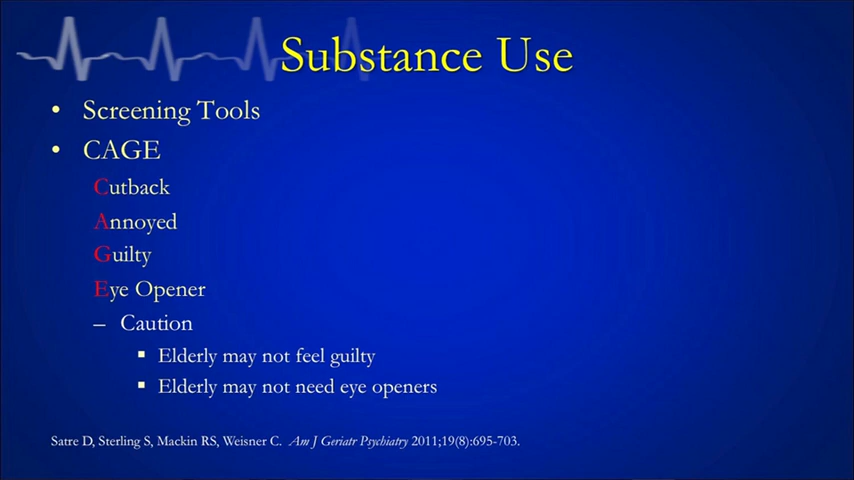 Substance Use
• Screening Tools
• CAGE
Cutback
Annoyed
Guilty
Eye Opener
– Caution
▪ Elderly may not feel guilty
▪ Elderly may not need eye openers
Satre D, Sterling S, Mackin RS, Weisner C. Am J Geriatr Psychiatry 2011;19(8):695-703.